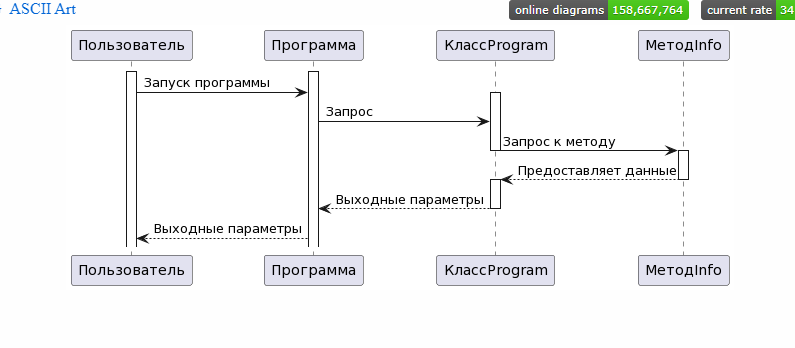 ASCII Art
online diagrams 158,667,764
current rate 34
Пользователь Программа КлассProgram МетодInfo
Запуск программы
Запрос
Запрос к методу
Предоставляет данные
Выходные параметры
Выходные параметры
Пользователь Программа КлассProgram МетодInfo